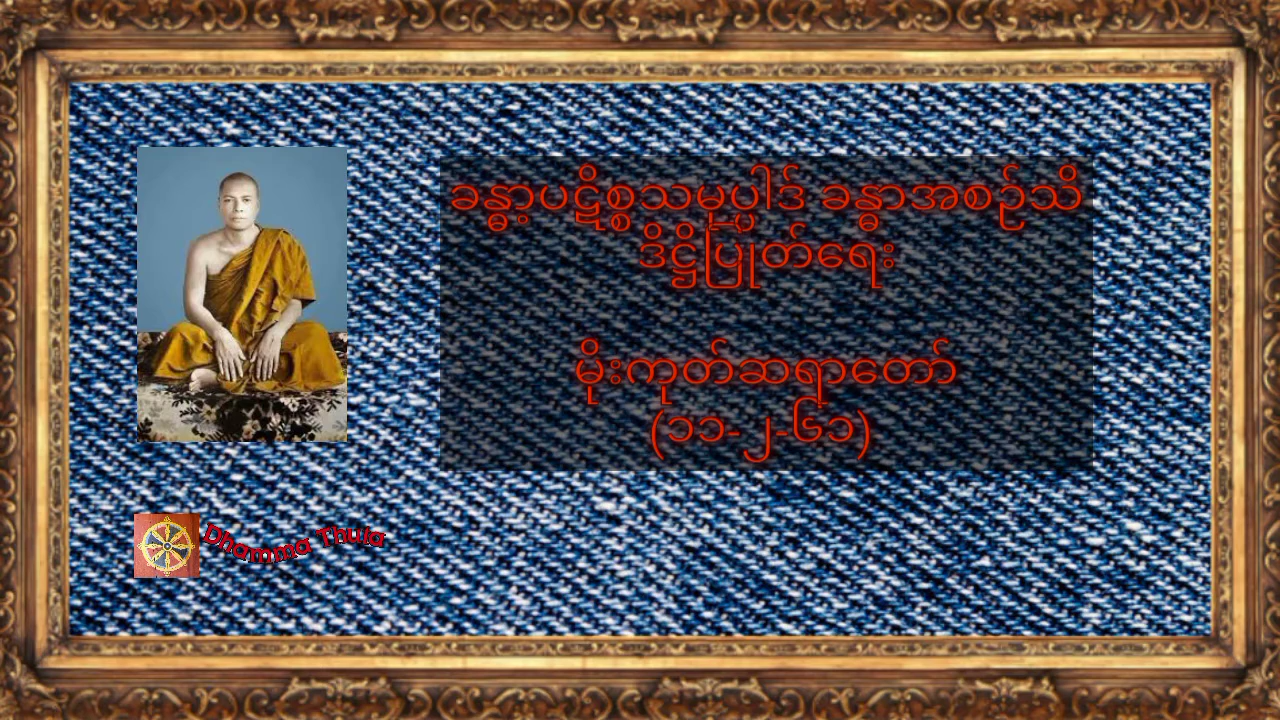 ခန္ဓာ့ပဋိစ္စသမုပ္ပါဒ် ခန္ဓာအစဉ်သိ
ဒိဋ္ဌိပြုတ်ရေး
မိုးကုတ်ဆရာတော်
(၁၁-၂-၆၁)
Dhamma Thula